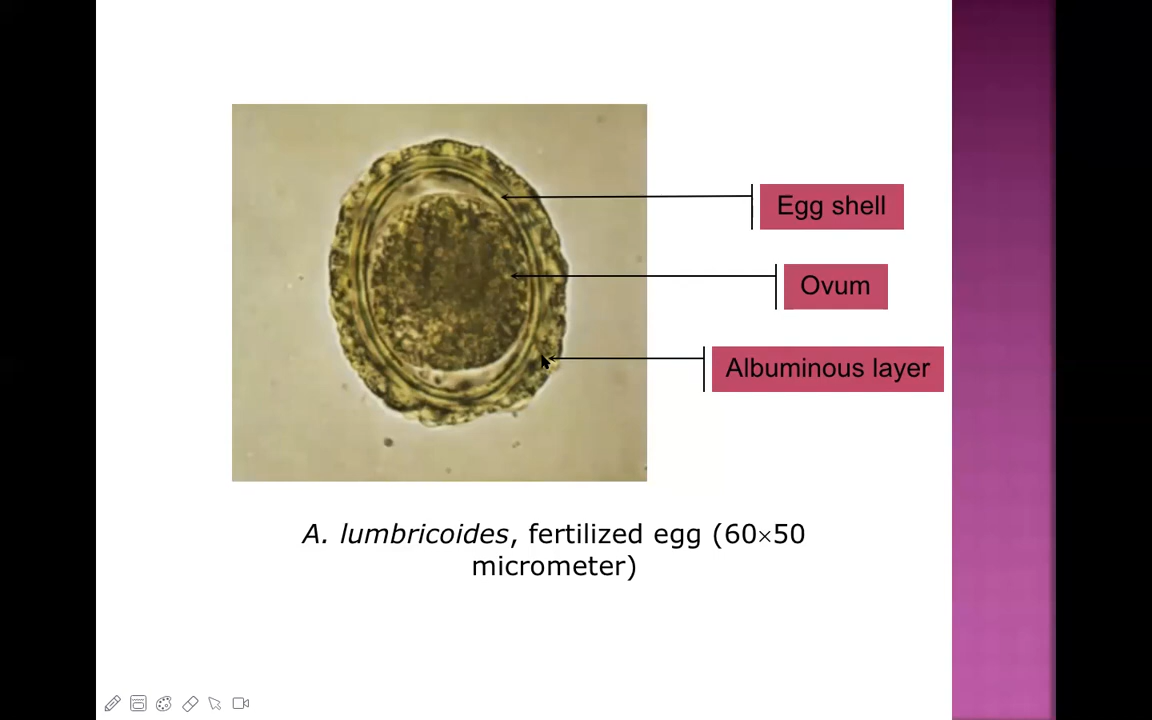 Egg shell
Ovum
Albuminous layer
A. lumbricoides, fertilized egg (60×50
micrometer)